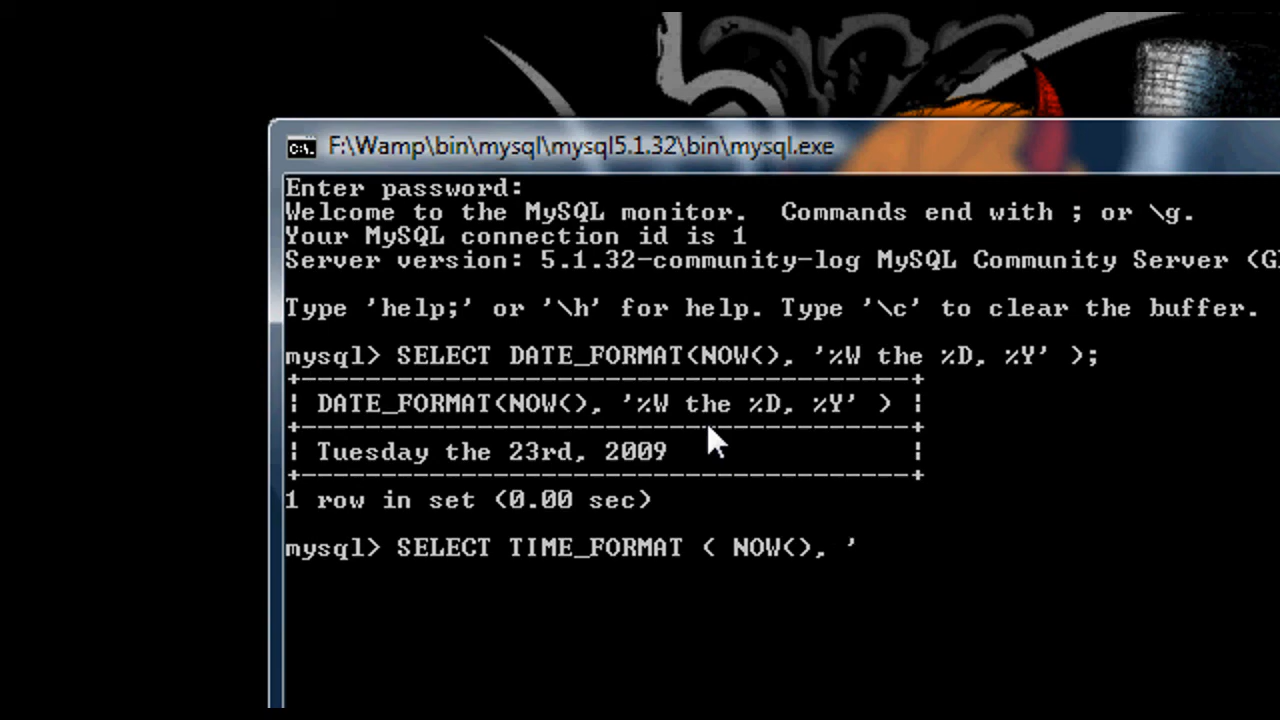 F:\Wamp\bin\mysql\mysql5.1.32\bin\mysql.exe
Enter password:
Welcome to the MySQL monitor.  Commands end with ; or \g.
Your MySQL connection id is 1
Server version: 5.1.32-community-log MySQL Community Server (G
Type 'help;' or '\h' for help. Type '\c' to clear the buffer.
mysql> SELECT DATE_FORMAT(NOW(), '%W the %D, %Y' );
+---------------------------------------+
| DATE_FORMAT(NOW(), '%W the %D, %Y' ) |
+---------------------------------------+
| Tuesday the 23rd, 2009                |
+---------------------------------------+
1 row in set (0.00 sec)
mysql> SELECT TIME_FORMAT ( NOW(), '